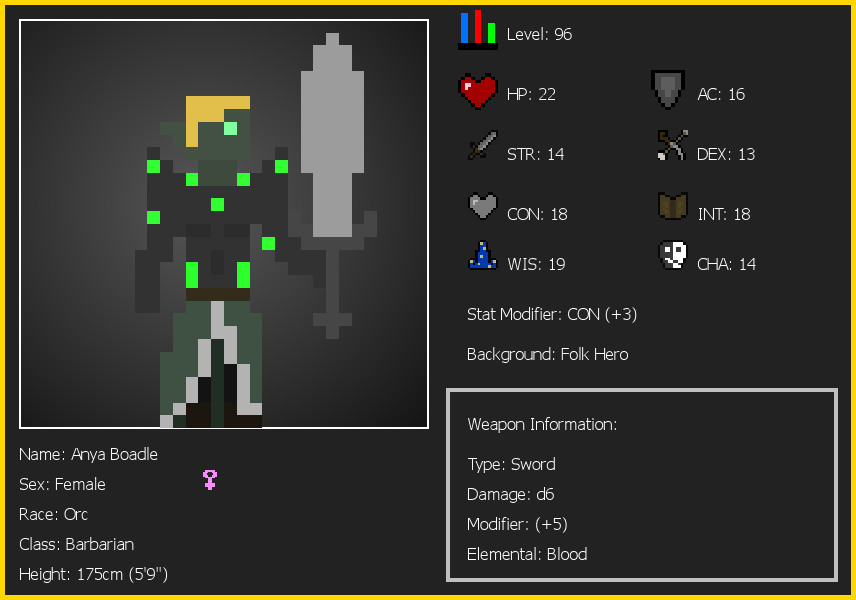 Level: 96
HP: 22
AC: 16
STR: 14
DEX: 13
CON: 18
INT: 18
WIS: 19
CHA: 14
Stat Modifier: CON (+3)
Background: Folk Hero
Weapon Information:
Type: Sword
Damage: d6
Modifier: (+5)
Elemental: Blood
Name: Anya Boadle
Sex: Female
Race: Orc
Class: Barbarian
Height: 175cm (5'9")